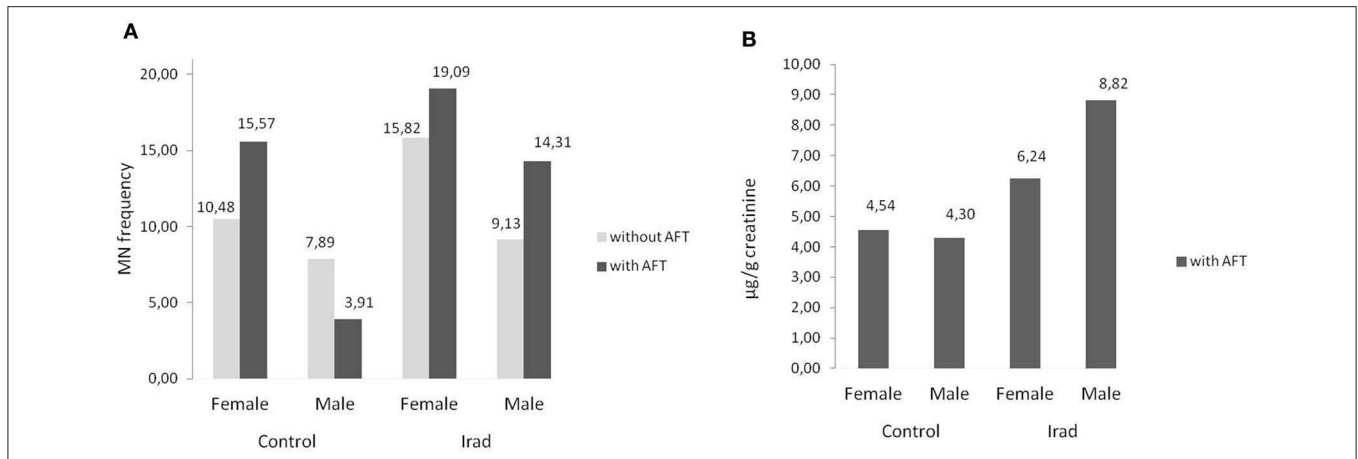 A
MN frequency
20,00
15,00
10,00
5,00
0,00
10,48
15,57
7,89
3,91
15,82
19,09
9,13
14,31
Female Male Female Male
Control Irad
without AFT
with AFT
B
µg/g creatinine
10,00
9,00
8,00
7,00
6,00
5,00
4,00
3,00
2,00
1,00
0,00
4,54
4,30
6,24
8,82
Female Male Female Male
Control Irad
with AFT